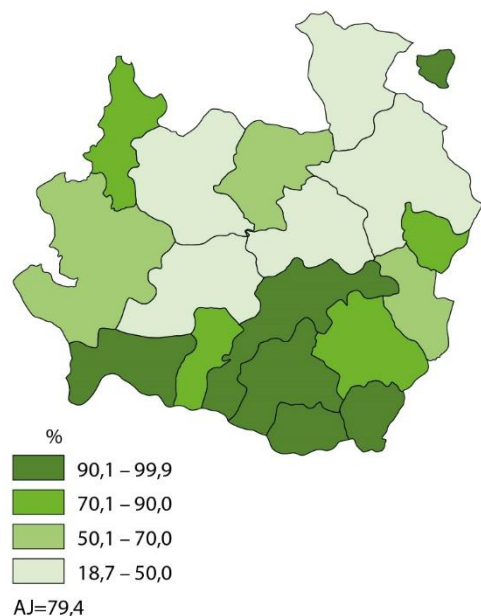 %
90,1 – 99,9
70,1 – 90,0
50,1 – 70,0
18,7 – 50,0
AJ=79,4